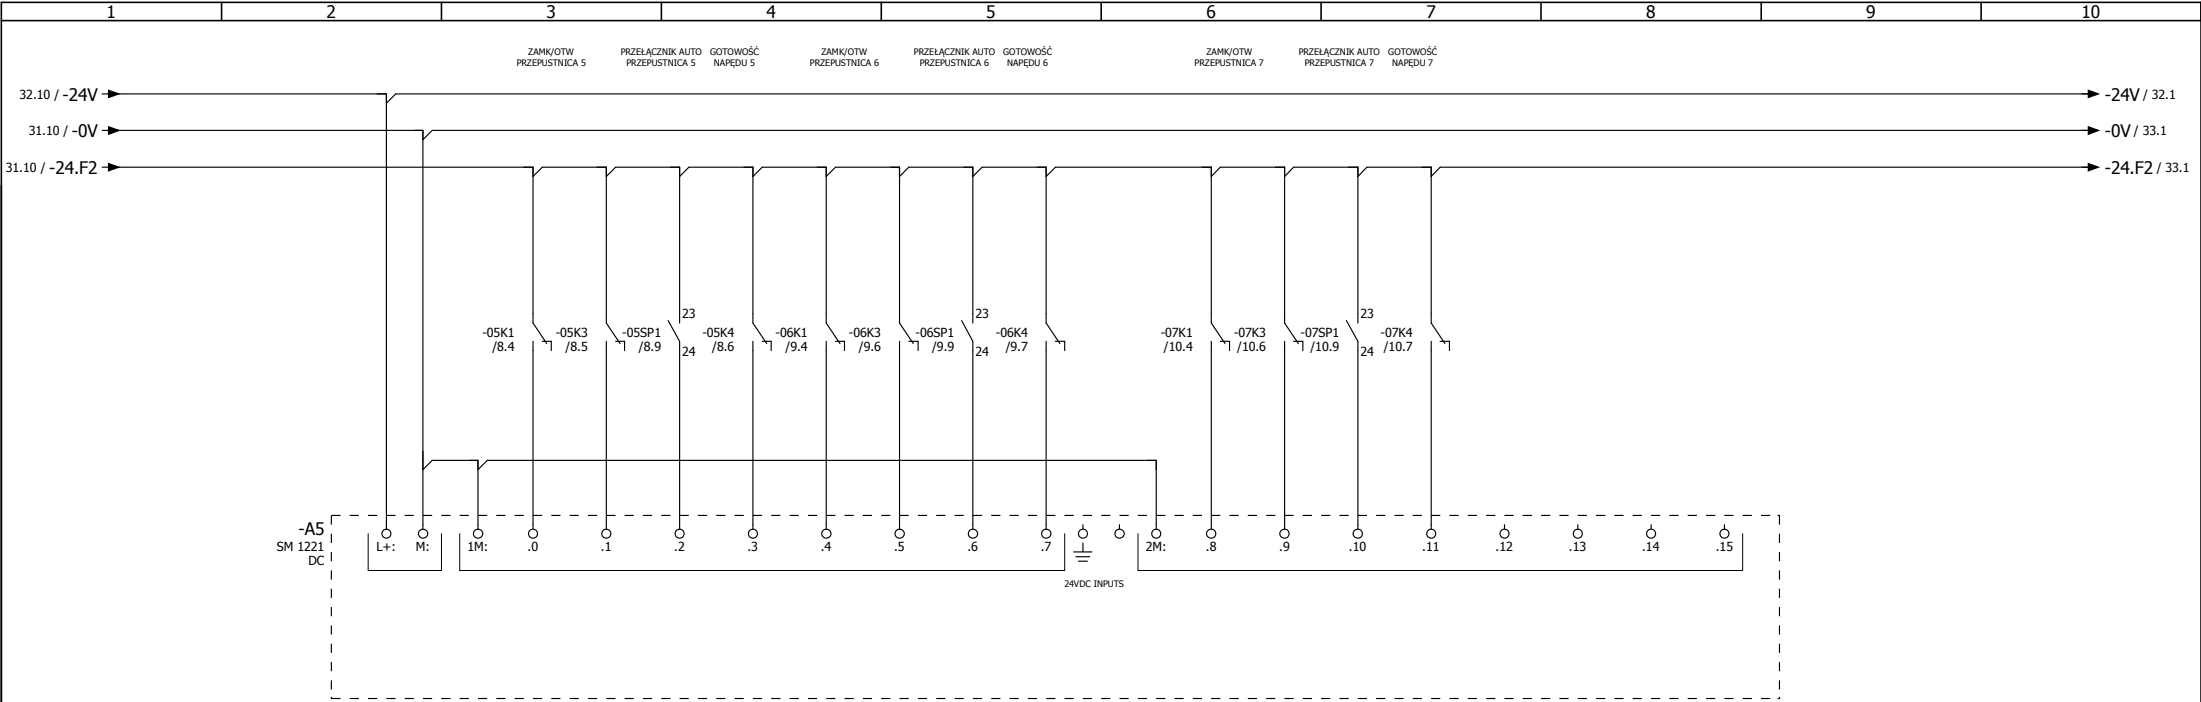 1 2 3 4 5 6 7 8 9 10
ZAMK/OTW PRZEŁĄCZNIK AUTO GOTOWOŚĆ ZAMK/OTW PRZEŁĄCZNIK AUTO GOTOWOŚĆ ZAMK/OTW PRZEŁĄCZNIK AUTO GOTOWOŚĆ
PRZEPUSTNICA 5 PRZEPUSTNICA 5 NAPĘDU 5 PRZEPUSTNICA 6 PRZEPUSTNICA 6 NAPĘDU 6 PRZEPUSTNICA 7 PRZEPUSTNICA 7 NAPĘDU 7
32.10 / -24V -24V / 32.1
31.10 / -0V -0V / 33.1
31.10 / -24.F2 -24.F2 / 33.1
23 23 23
-05K1 -05K3 -05SP1 -05K4 -06K1 -06K3 -06SP1 -06K4 -07K1 -07K3 -07SP1 -07K4
/8.4 /8.5 /8.9 /8.6 /9.4 /9.6 /9.9 /9.7 /10.4 /10.6 /10.9 /10.7
24 24 24
-A5
SM 1221
DC
L+: M: 1M: .0 .1 .2 .3 .4 .5 .6 .7 2M: .8 .9 .10 .11 .12 .13 .14 .15
24VDC INPUTS